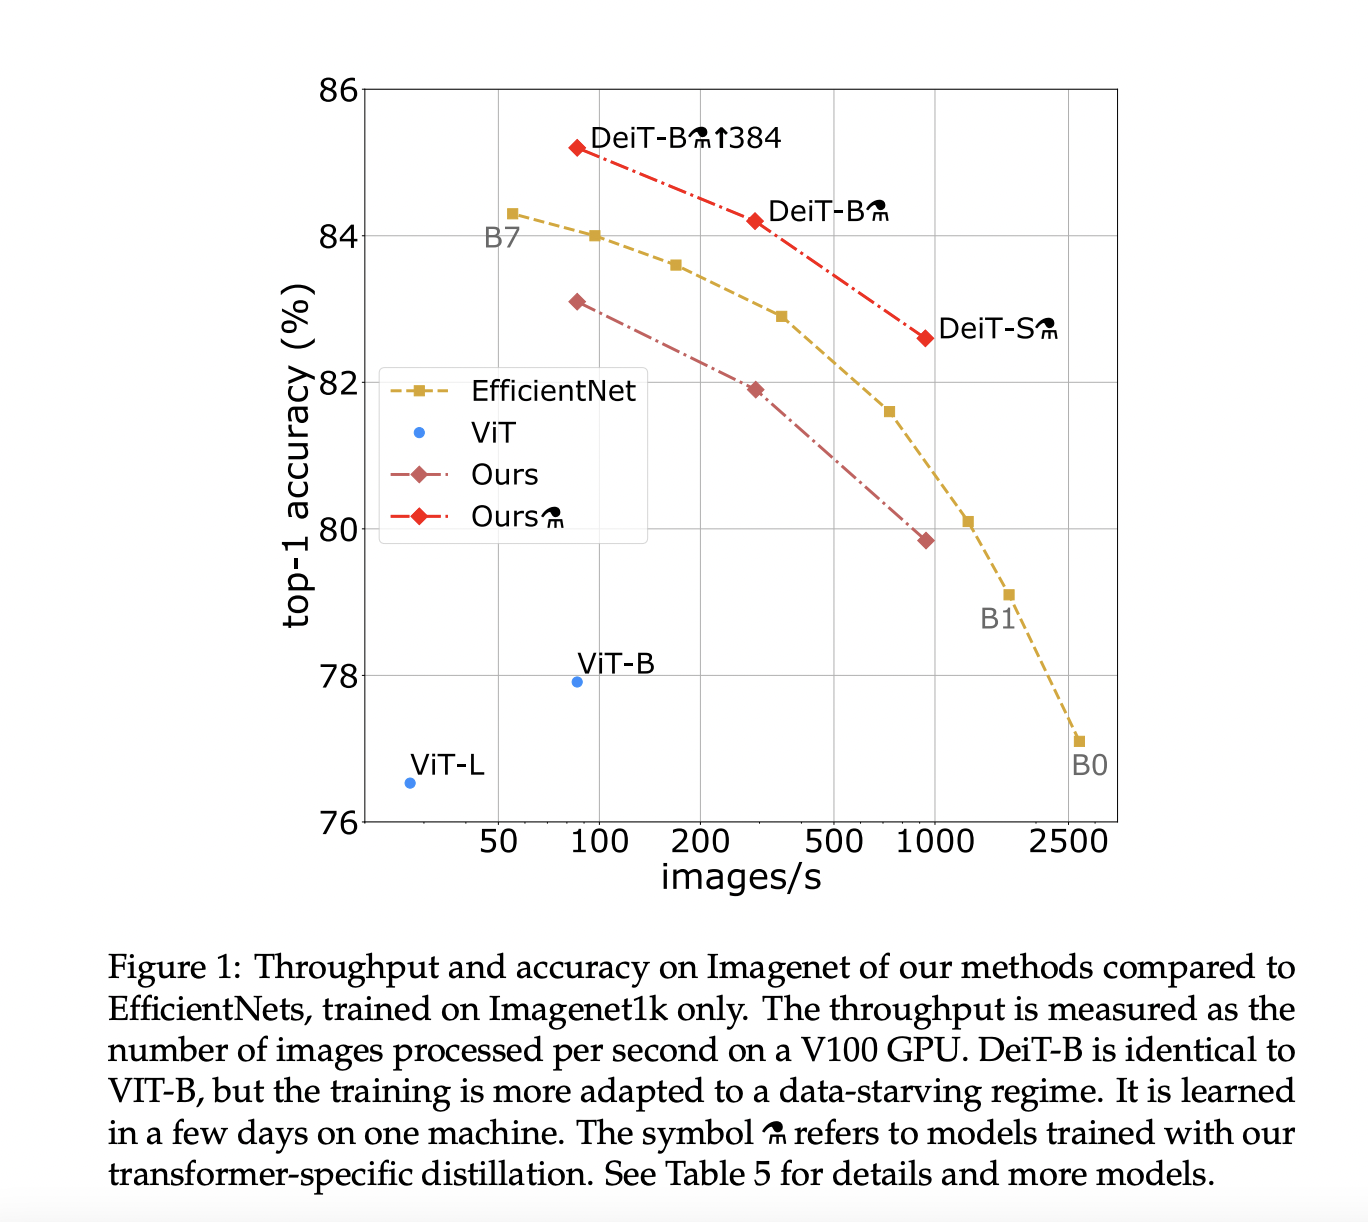 86
DeiT-B⚗↑384
DeiT-B⚗
84
B7
DeiT-S⚗
top-1 accuracy (%)
82
EfficientNet
ViT
Ours
Ours⚗
80
B1
78
ViT-B
ViT-L
B0
76
50 100 200 500 1000 2500
images/s
Figure 1: Throughput and accuracy on Imagenet of our methods compared to
EfficientNets, trained on Imagenet1k only. The throughput is measured as the
number of images processed per second on a V100 GPU. DeiT-B is identical to
VIT-B, but the training is more adapted to a data-starving regime. It is learned
in a few days on one machine. The symbol ⚗ refers to models trained with our
transformer-specific distillation. See Table 5 for details and more models.